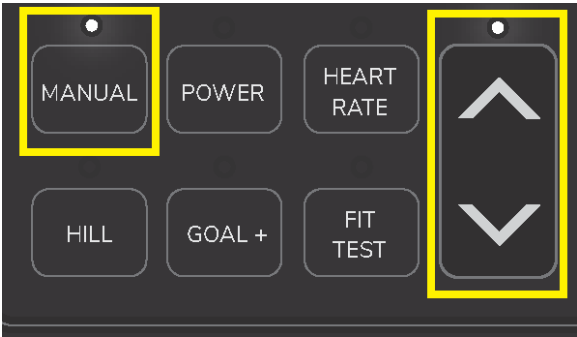 MANUAL
POWER
HEART
RATE
HILL
GOAL +
FIT
TEST